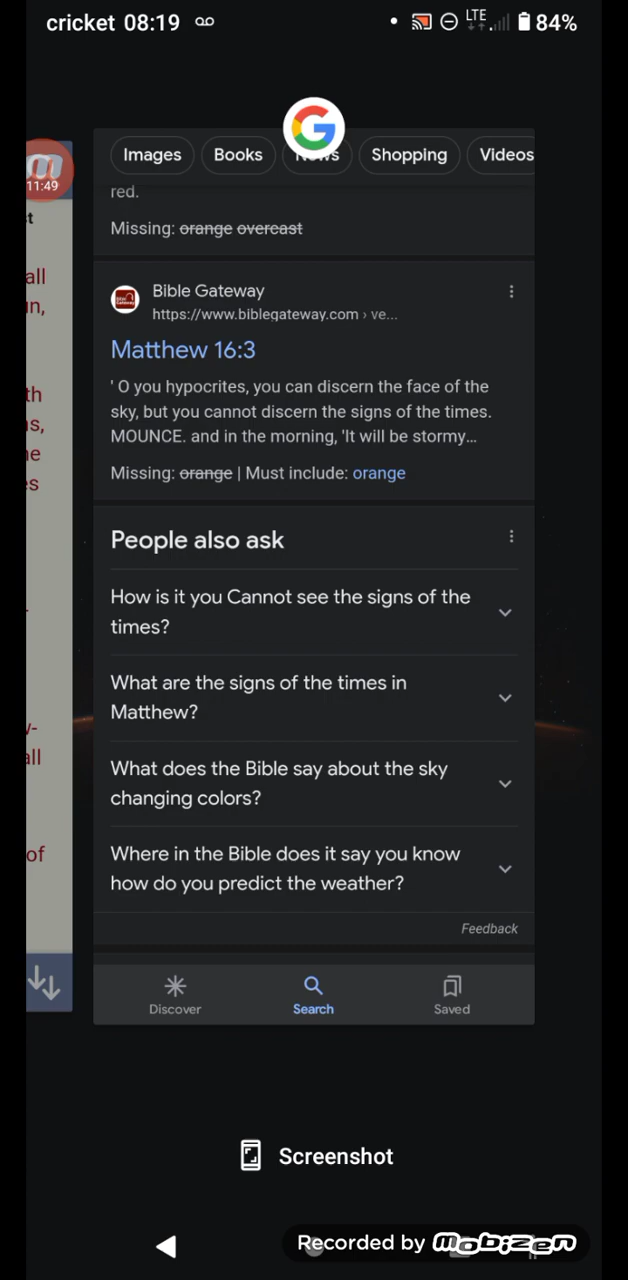 cricket 08:19
LTE
84%
Images
Books
News
Shopping
Videos
m
11:49
red.
Missing: orange overcast
Bible Gateway
https://www.biblegateway.com › ve...
Matthew 16:3
' O you hypocrites, you can discern the face of the
sky, but you cannot discern the signs of the times.
MOUNCE. and in the morning, 'It will be stormy...
Missing: orange | Must include: orange
People also ask
How is it you Cannot see the signs of the
times?
What are the signs of the times in
Matthew?
What does the Bible say about the sky
changing colors?
Where in the Bible does it say you know
how do you predict the weather?
Feedback
Discover
Search
Saved
all
of
Screenshot
Recorded by Mobizen